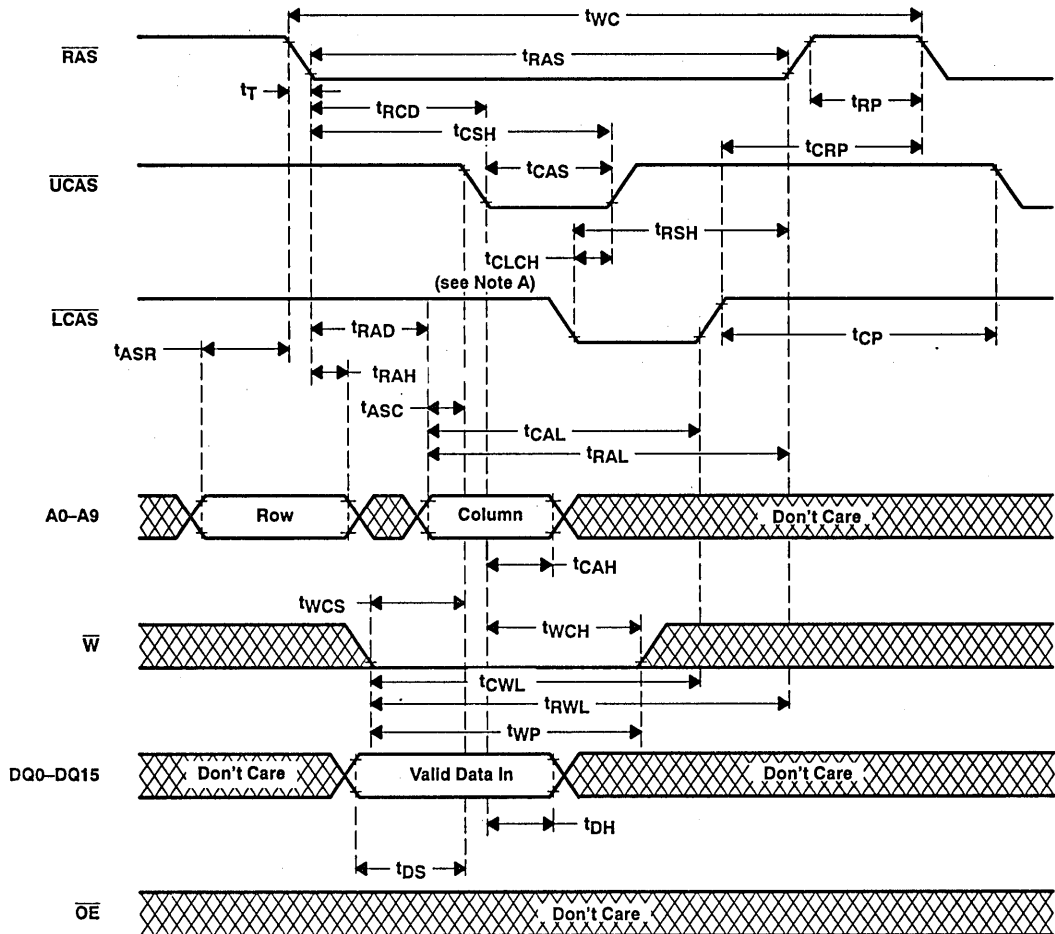 tWC
RAS
tRAS
tT
tRP
tRCD
tCSH
tCRP
tCAS
UCAS
tRSH
tCLCH
(see Note A)
LCAS
tRAD
tCP
tASR
tRAH
tASC
tCAL
tRAL
A0–A9
Row
Column
Don't Care
tCAH
tWCS
tWCH
W
tCWL
tRWL
tWP
DQ0–DQ15
Don't Care
Valid Data In
Don't Care
tDH
tDS
OE
Don't Care